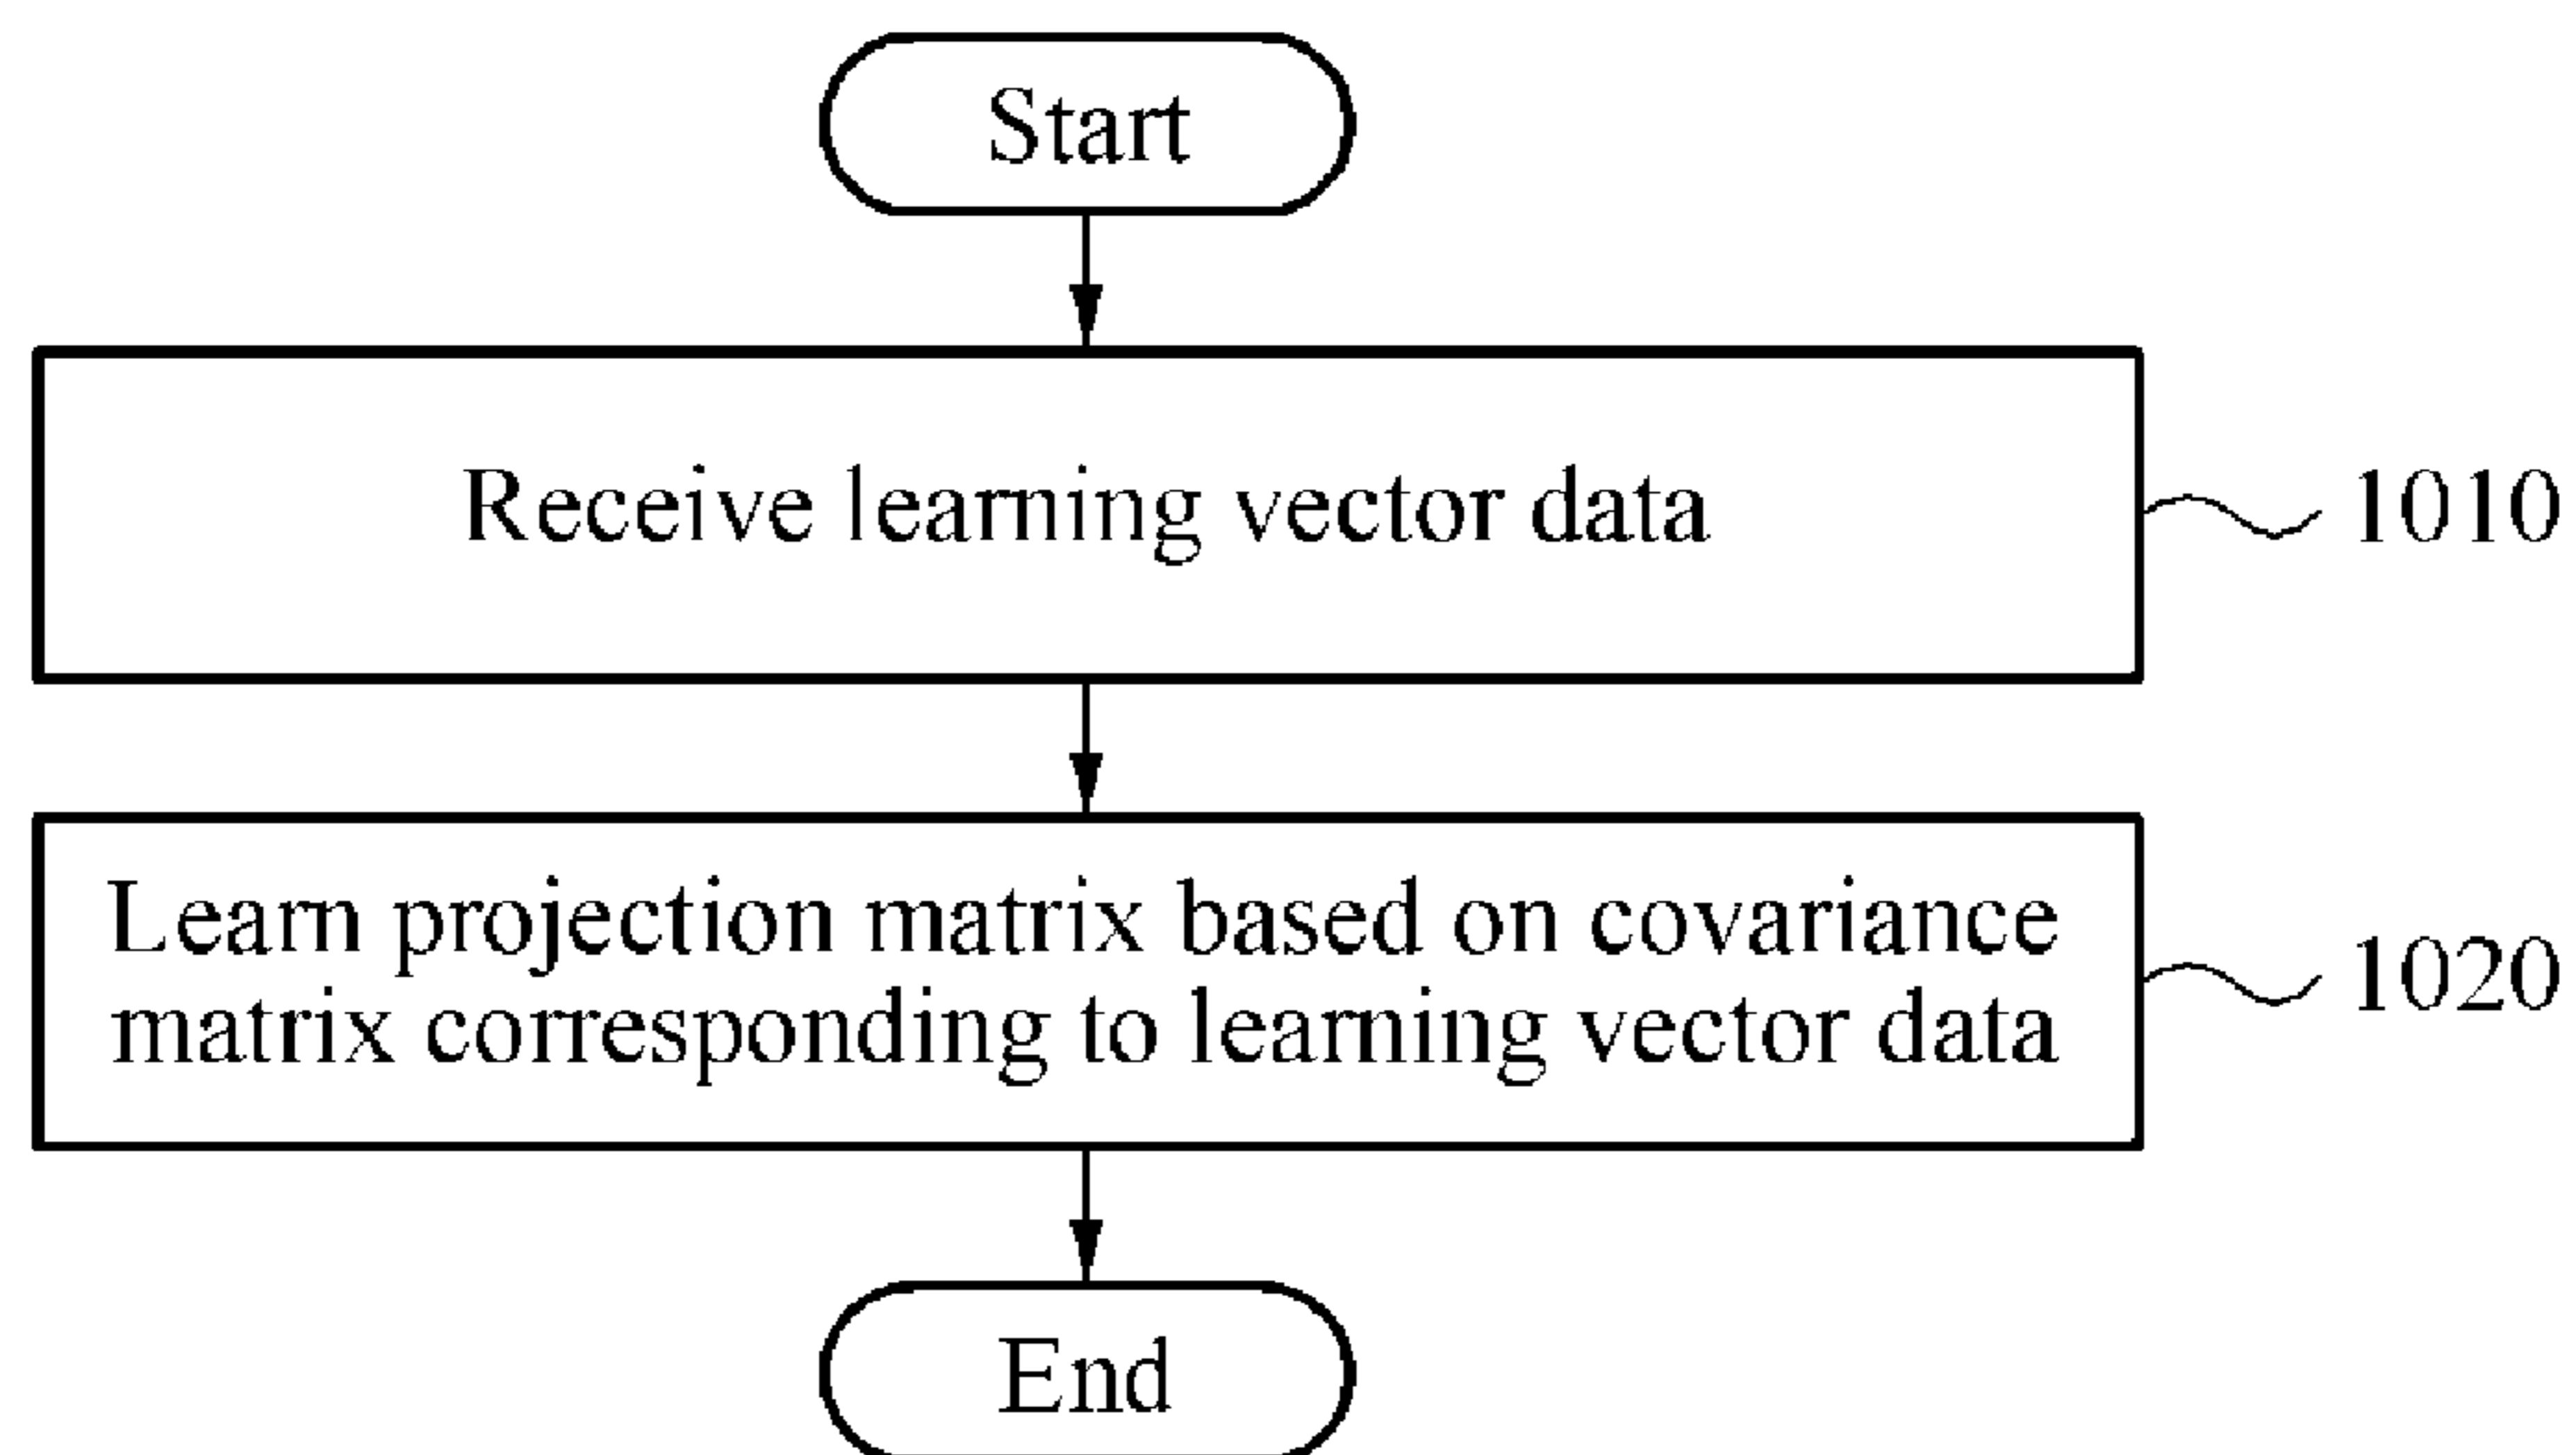 Start
Receive learning vector data
1010
Learn projection matrix based on covariance
matrix corresponding to learning vector data
1020
End